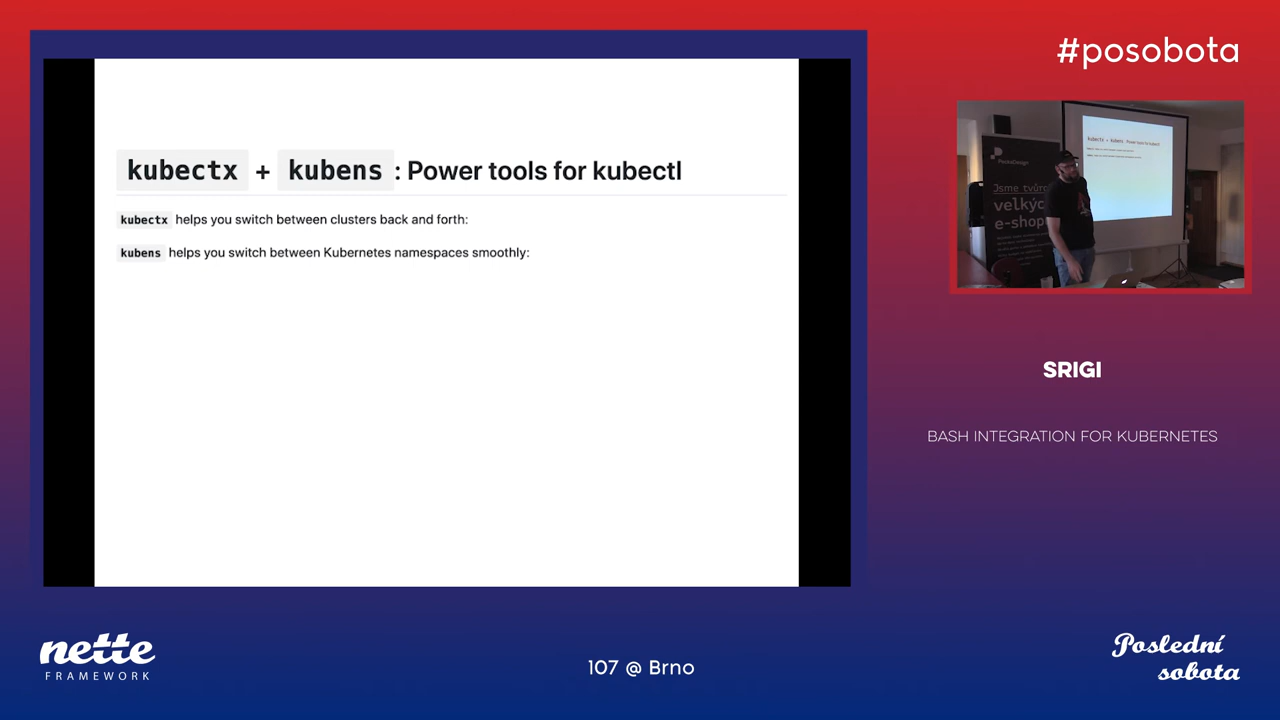 #posobota
kubectx + kubens : Power tools for kubectl
kubectx helps you switch between clusters back and forth:
kubens helps you switch between Kubernetes namespaces smoothly:
PeckaDesign
Jsme tvůrci
velkýc
e-shop
SRIGI
BASH INTEGRATION FOR KUBERNETES
nette
FRAMEWORK
107 @ Brno
Poslední
sobota